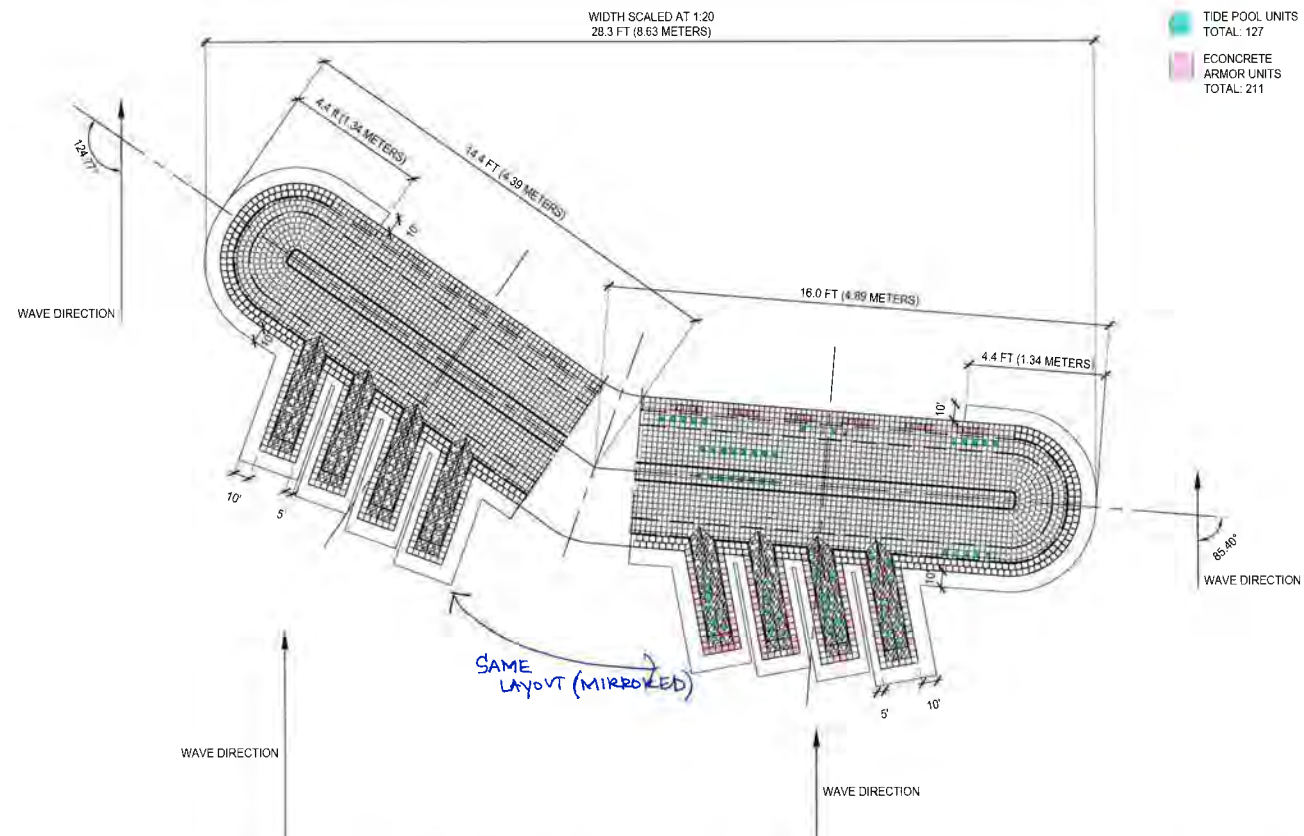 WIDTH SCALED AT 1:20
28.3 FT (8.63 METERS)
TIDE POOL UNITS
TOTAL: 127
ECONCRETE
ARMOR UNITS
TOTAL: 211
124.77°
4.4 ft (1.34 METERS)
14.4 FT (4.39 METERS)
10'
WAVE DIRECTION
16.0 FT (4.89 METERS)
4.4 FT (1.34 METERS)
10'
10'
10'
5'
10'
85.40°
WAVE DIRECTION
SAME
LAYOUT (MIRRORED)
5'
10'
WAVE DIRECTION
WAVE DIRECTION